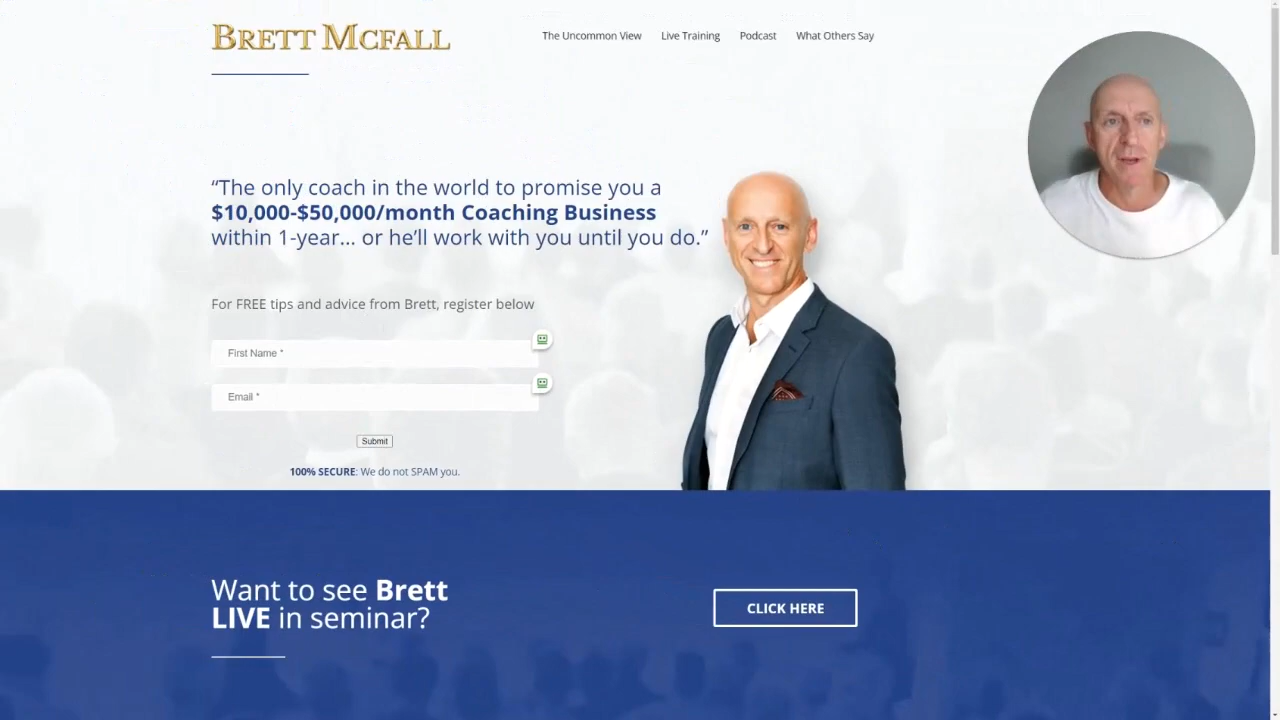 BRETT MCFALL
The Uncommon View Live Training Podcast What Others Say
“The only coach in the world to promise you a
$10,000-$50,000/month Coaching Business
within 1-year... or he’ll work with you until you do.”
For FREE tips and advice from Brett, register below
First Name *
Email *
Submit
100% SECURE: We do not SPAM you.
Want to see Brett
LIVE in seminar?
CLICK HERE